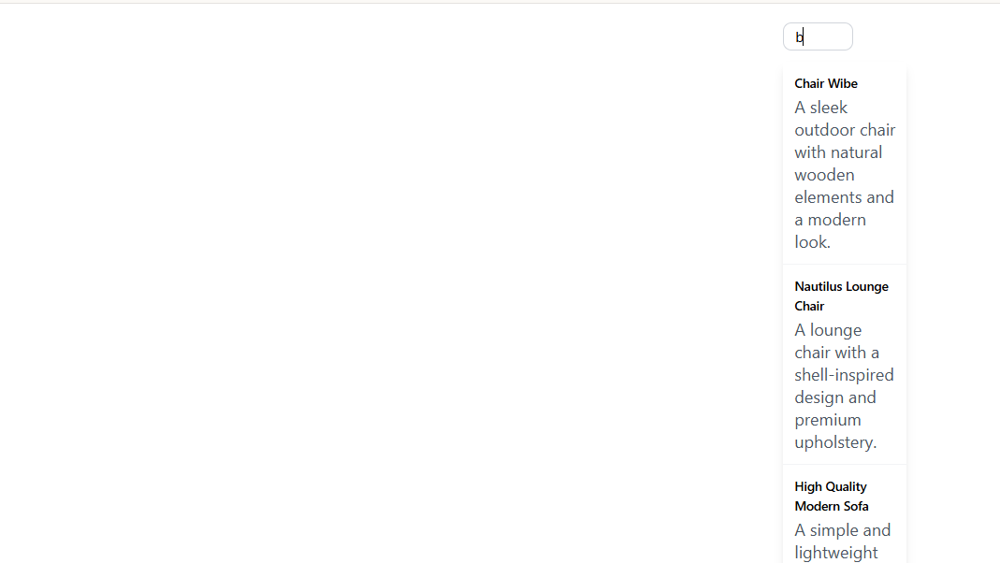 b
Chair Wibe
A sleek
outdoor chair
with natural
wooden
elements and
a modern
look.
Nautilus Lounge
Chair
A lounge
chair with a
shell-inspired
design and
premium
upholstery.
High Quality
Modern Sofa
A simple and
lightweight